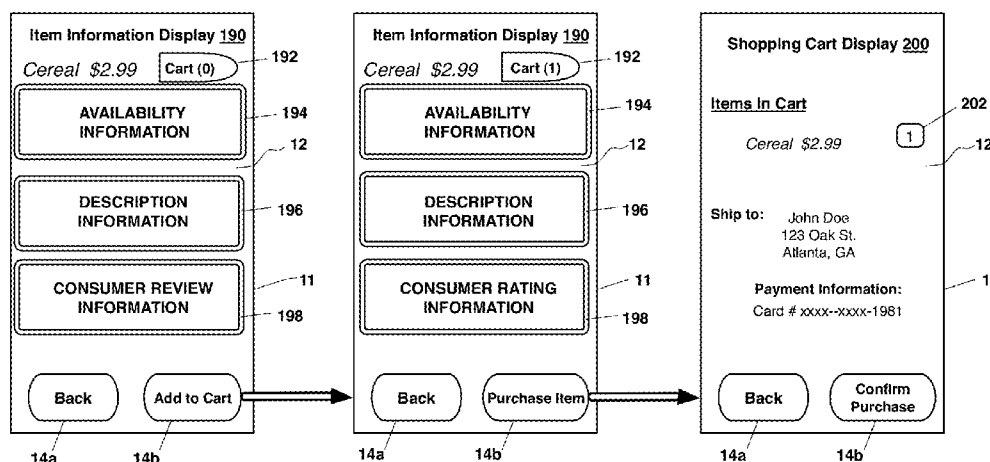 Item Information Display 190
192
Cereal $2.99
Cart (0)
AVAILABILITY
INFORMATION
194
12
DESCRIPTION
INFORMATION
196
CONSUMER REVIEW
INFORMATION
11
198
Back
Add to Cart
14a
14b
Item Information Display 190
192
Cereal $2.99
Cart (1)
AVAILABILITY
INFORMATION
194
12
DESCRIPTION
INFORMATION
196
CONSUMER RATING
INFORMATION
11
198
Back
Purchase Item
14a
14b
Shopping Cart Display 200
Items In Cart
202
Cereal $2.99
1
12
Ship to:
John Doe
123 Oak St.
Atlanta, GA
Payment Information:
Card # xxxx--xxxx-1981
Back
Confirm
Purchase
14a
14b